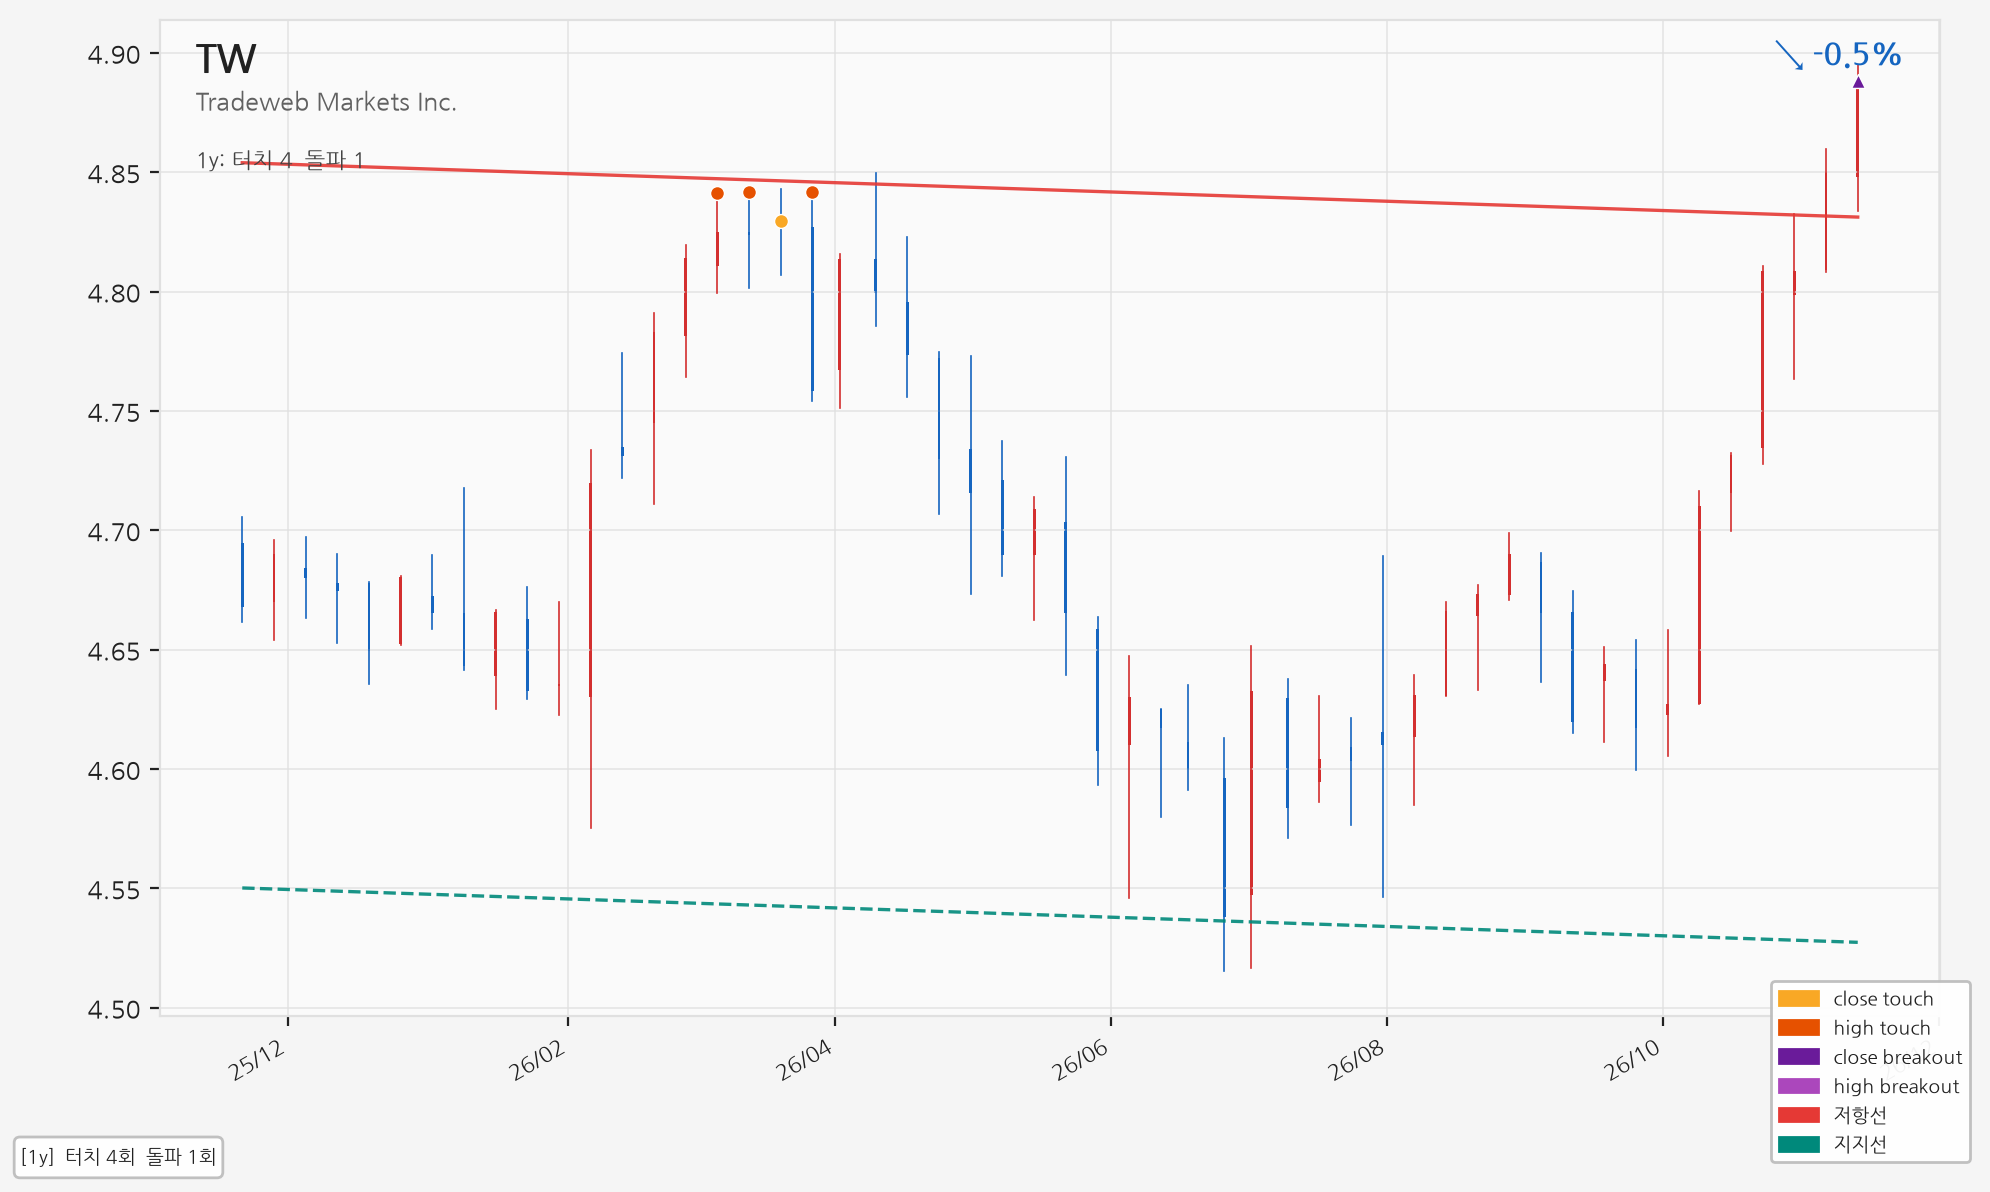 TW
Tradeweb Markets Inc.
1y: 터치 4 돌파 1
-0.5%
4.90
4.85
4.80
4.75
4.70
4.65
4.60
4.55
4.50
25/12
26/02
26/04
26/06
26/08
26/10
close touch
high touch
close breakout
high breakout
저항선
지지선
[1y] 터치 4회 돌파 1회